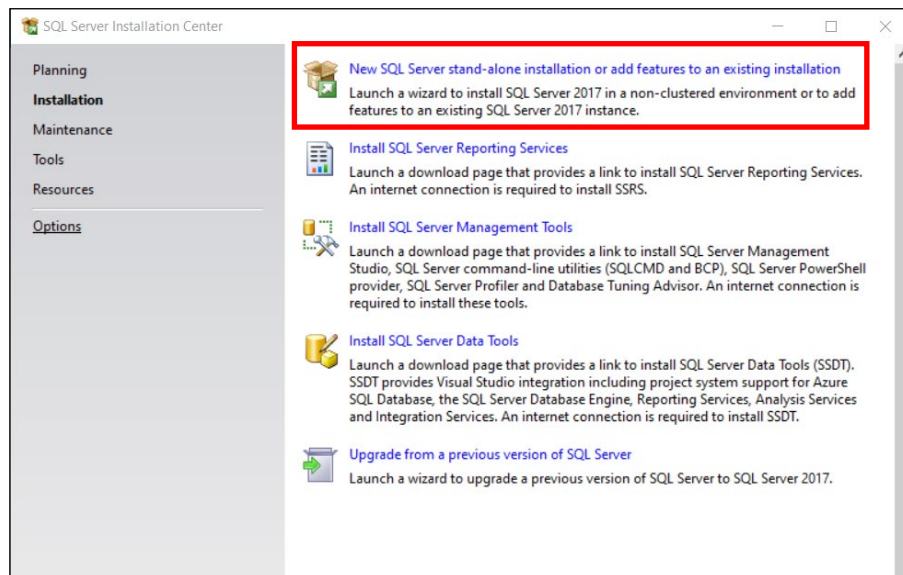 SQL Server Installation Center
Planning
Installation
Maintenance
Tools
Resources
Options
New SQL Server stand-alone installation or add features to an existing installation
Launch a wizard to install SQL Server 2017 in a non-clustered environment or to add
features to an existing SQL Server 2017 instance.
Install SQL Server Reporting Services
Launch a download page that provides a link to install SQL Server Reporting Services.
An internet connection is required to install SSRS.
Install SQL Server Management Tools
Launch a download page that provides a link to install SQL Server Management
Studio, SQL Server command-line utilities (SQLCMD and BCP), SQL Server PowerShell
provider, SQL Server Profiler and Database Tuning Advisor. An internet connection is
required to install these tools.
Install SQL Server Data Tools
Launch a download page that provides a link to install SQL Server Data Tools (SSDT).
SSDT provides Visual Studio integration including project system support for Azure
SQL Database, the SQL Server Database Engine, Reporting Services, Analysis Services
and Integration Services. An internet connection is required to install SSDT.
Upgrade from a previous version of SQL Server
Launch a wizard to upgrade a previous version of SQL Server to SQL Server 2017.